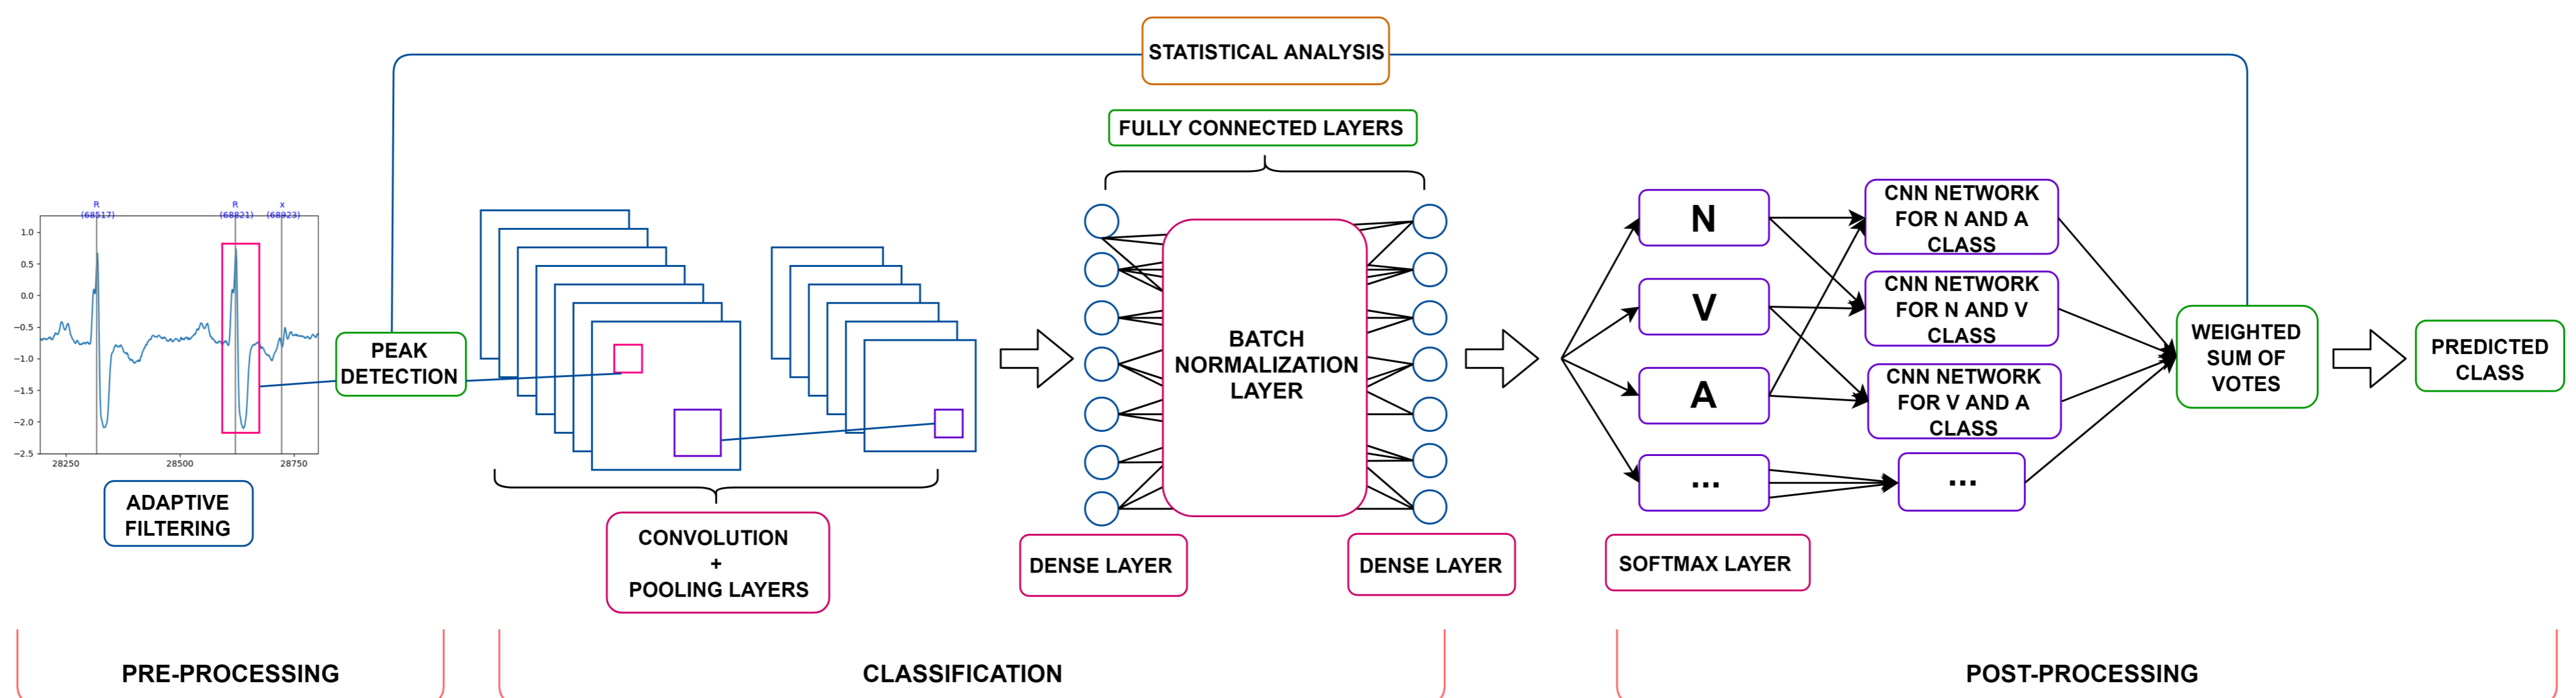 STATISTICAL ANALYSIS
FULLY CONNECTED LAYERS
R
(68517)
R
(68821)
x
(68923)
1.0
0.5
0.0
−0.5
−1.0
−1.5
−2.0
−2.5
28250
28500
28750
ADAPTIVE
FILTERING
PEAK
DETECTION
CONVOLUTION
+
POOLING LAYERS
BATCH
NORMALIZATION
LAYER
DENSE LAYER
DENSE LAYER
N
V
A
...
SOFTMAX LAYER
CNN NETWORK
FOR N AND A
CLASS
CNN NETWORK
FOR N AND V
CLASS
CNN NETWORK
FOR V AND A
CLASS
...
WEIGHTED
SUM OF
VOTES
PREDICTED
CLASS
PRE-PROCESSING
CLASSIFICATION
POST-PROCESSING